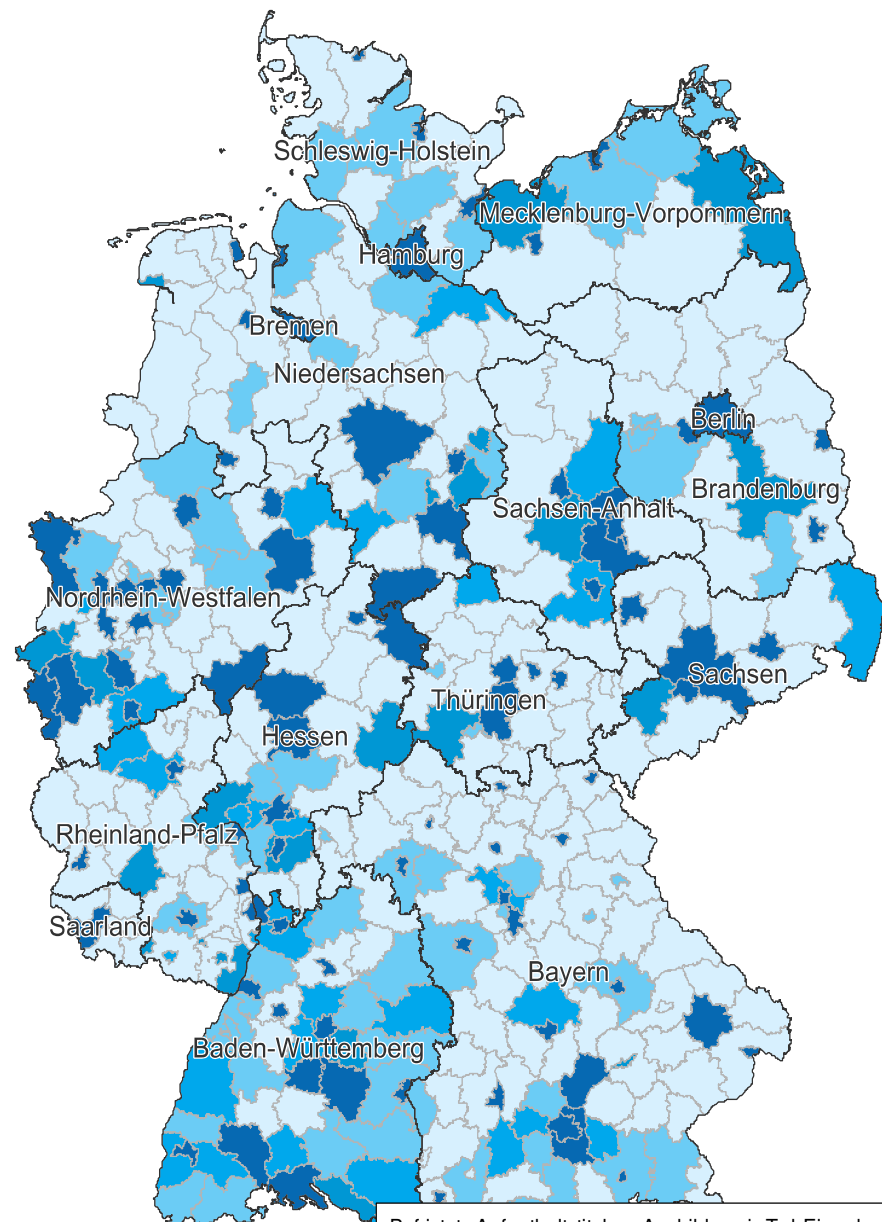 Schleswig-Holstein
Mecklenburg-Vorpommern
Hamburg
Bremen
Niedersachsen
Berlin
Brandenburg
Sachsen-Anhalt
Nordrhein-Westfalen
Sachsen
Thüringen
Hessen
Rheinland-Pfalz
Saarland
Bayern
Baden-Württemberg